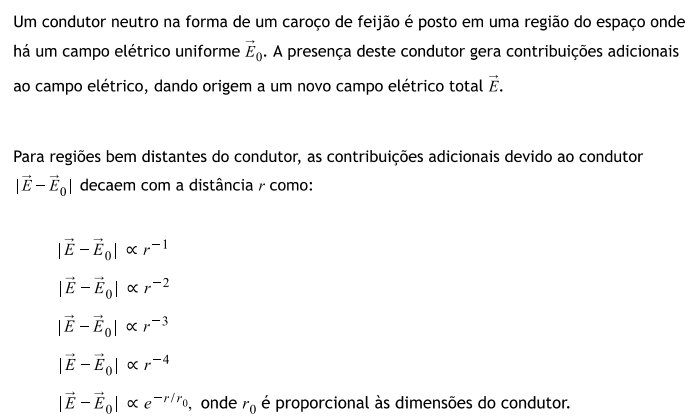 Um condutor neutro na forma de um caroço de feijão é posto em uma região do espaço onde
há um campo elétrico uniforme $\vec{E}_0$. A presença deste condutor gera contribuições adicionais
ao campo elétrico, dando origem a um novo campo elétrico total $\vec{E}$.
Para regiões bem distantes do condutor, as contribuições adicionais devido ao condutor
$|\vec{E} - \vec{E}_0|$ decaem com a distância $r$ como:
$|\vec{E} - \vec{E}_0| \propto r^{-1}$
$|\vec{E} - \vec{E}_0| \propto r^{-2}$
$|\vec{E} - \vec{E}_0| \propto r^{-3}$
$|\vec{E} - \vec{E}_0| \propto r^{-4}$
$|\vec{E} - \vec{E}_0| \propto e^{-r/r_0}$, onde $r_0$ é proporcional às dimensões do condutor.